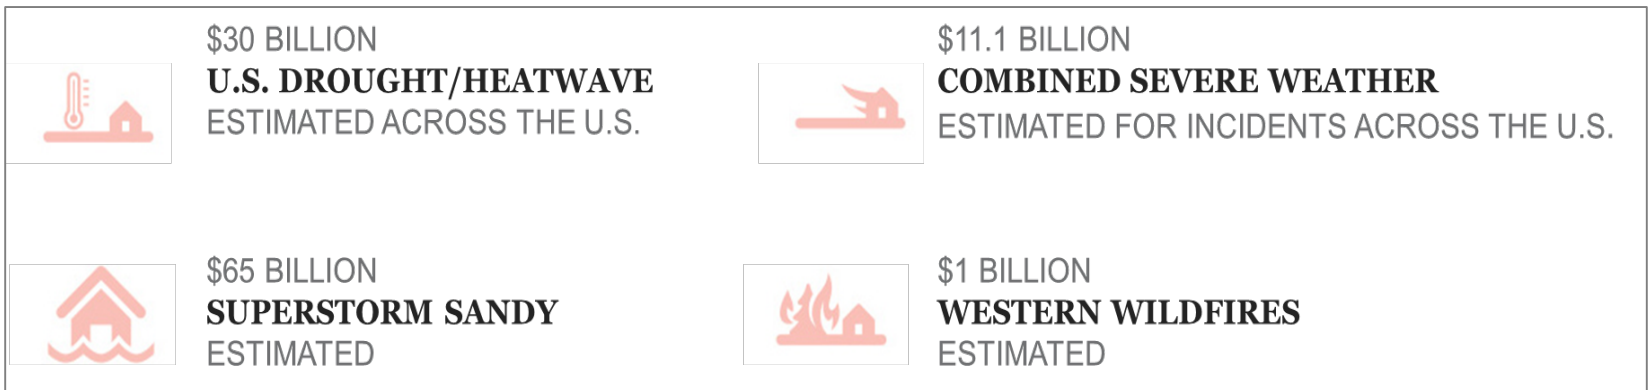 $30 BILLION
U.S. DROUGHT/HEATWAVE
ESTIMATED ACROSS THE U.S.
$11.1 BILLION
COMBINED SEVERE WEATHER
ESTIMATED FOR INCIDENTS ACROSS THE U.S.
$65 BILLION
SUPERSTORM SANDY
ESTIMATED
$1 BILLION
WESTERN WILDFIRES
ESTIMATED